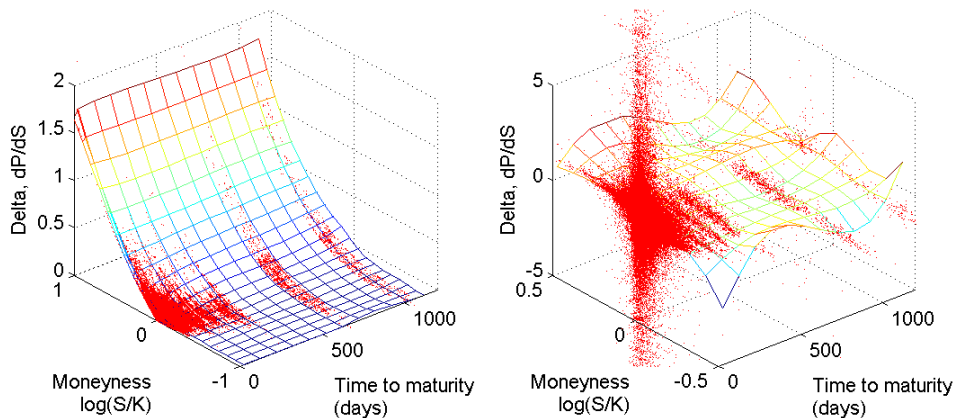 2
1.5
1
0.5
0
Delta, dP/dS
1
0
-1
Moneyness
log(S/K)
0
500
1000
Time to maturity
(days)
5
0
-5
Delta, dP/dS
0.5
0
-0.5
Moneyness
log(S/K)
0
500
1000
Time to maturity
(days)